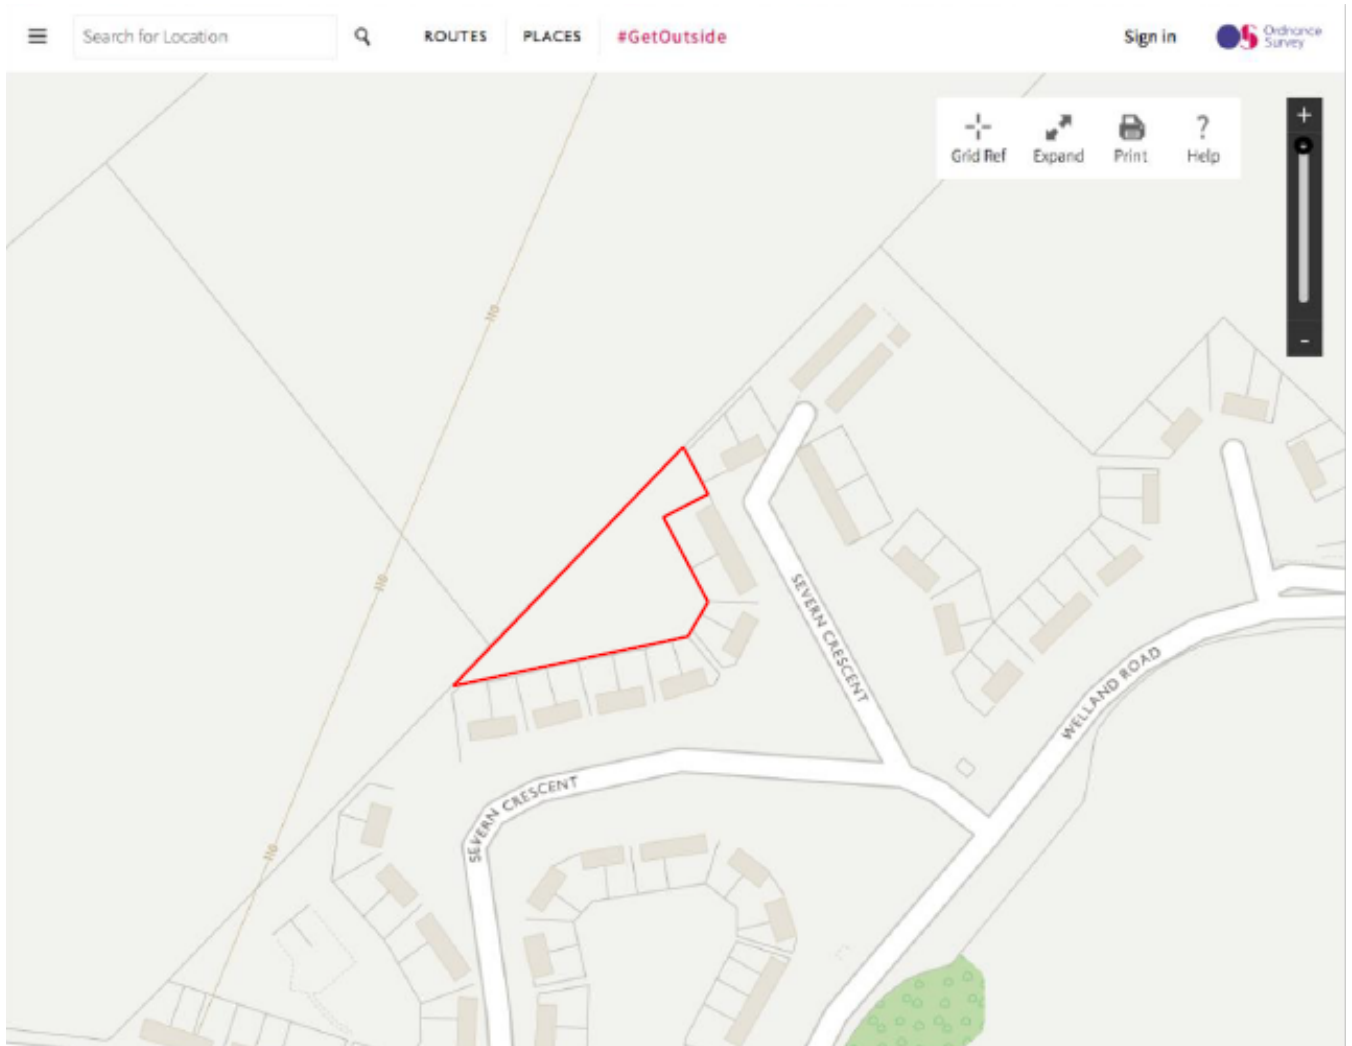 Search for Location
ROUTES
PLACES
#GetOutside
Sign in
OS
Ordnance
Survey
Grid Ref
Expand
Print
?
Help
+
-
110
110
110
SEVERN CRESCENT
WELLAND ROAD
SEVERN CRESCENT